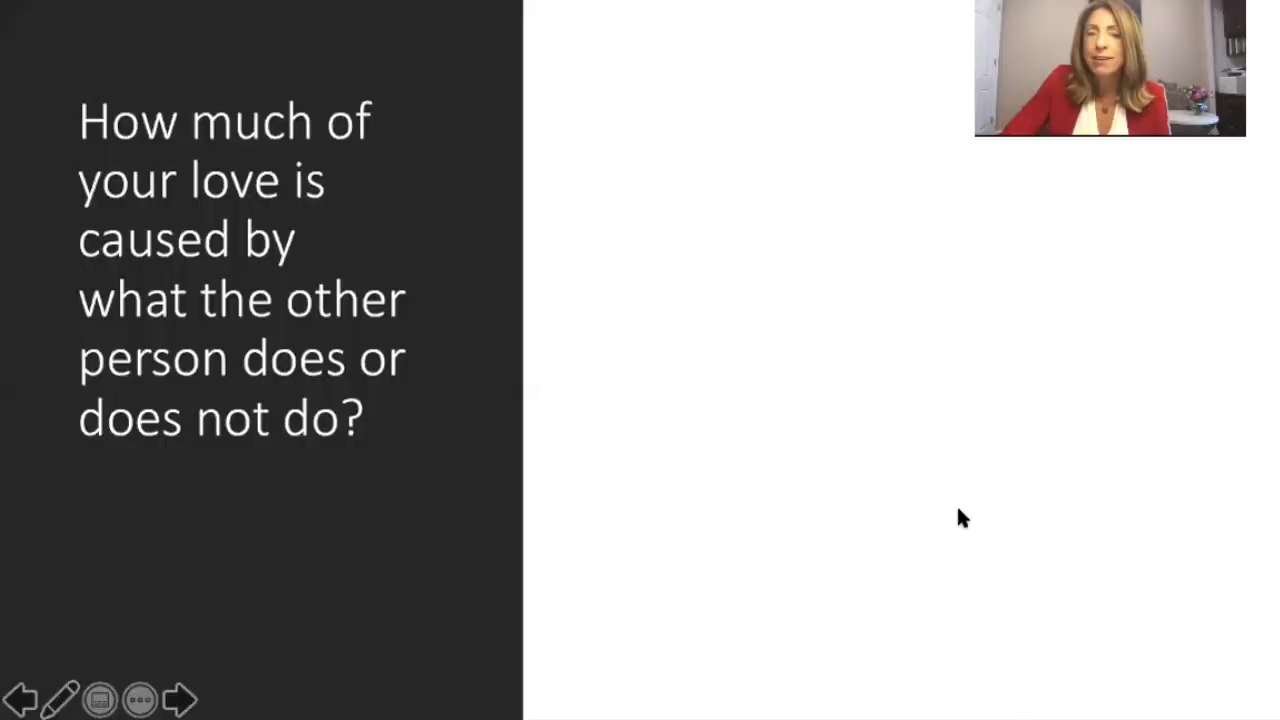 How much of
your love is
caused by
what the other
person does or
does not do?